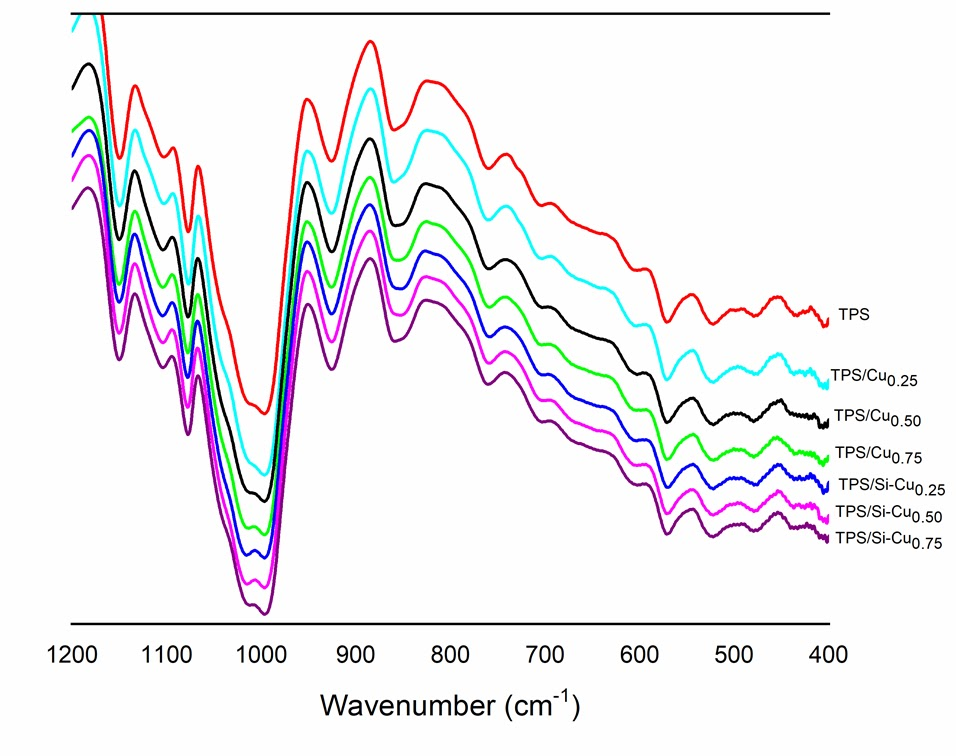 TPS
TPS/Cu0.25
TPS/Cu0.50
TPS/Cu0.75
TPS/Si-Cu0.25
TPS/Si-Cu0.50
TPS/Si-Cu0.75
1200 1100 1000 900 800 700 600 500 400
Wavenumber (cm-1)